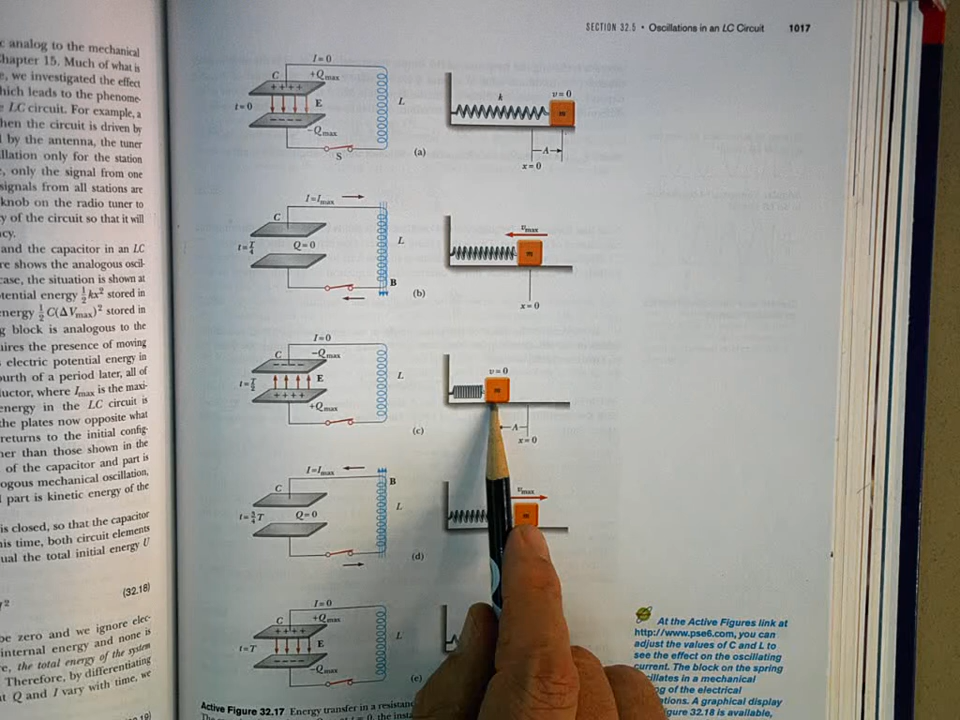 SECTION 32.5 • Oscillations in an LC Circuit 1017
c analog to the mechanical
Chapter 15. Much of what is
e, we investigated the effect
hich leads to the phenome-
LC circuit. For example, a
hen the circuit is driven by
by the antenna, the tuner
llation only for the station
, only the signal from one
signals from all stations are
knob on the radio tuner to
y of the circuit so that it will
cy.
and the capacitor in an LC
re shows the analogous oscil-
case, the situation is shown at
tential energy ½kx² stored in
nergy ½C(ΔVmax)² stored in
g block is analogous to the
uires the presence of moving
electric potential energy in
ourth of a period later, all of
uctor, where Imax is the maxi-
energy in the LC circuit is
the plates now opposite what
returns to the initial config-
her than those shown in the
of the capacitor and part is
ogous mechanical oscillation,
part is kinetic energy of the
is closed, so that the capacitor
his time, both circuit elements
ual the total initial energy U
(32.18)
be zero and we ignore elec-
internal energy and none is
re, the total energy of the system
Therefore, by differentiating
at Q and I vary with time, we
I=0
C +Qmax
t=0 E L
−Qmax
S
(a)
k v=0
m
A
x=0
I=Imax
C
t=T/4 Q=0 L
B
(b)
vmax
m
x=0
I=0
C −Qmax
t=T/2 E L
+Qmax
(c)
v=0
m
A
x=0
I=Imax
B
C
t=¾T Q=0 L
(d)
vmax
m
I=0
C +Qmax
t=T E L
−Qmax
(e)
Active Figure 32.17 Energy transfer in a resistanc
At the Active Figures link at
http://www.pse6.com, you can
adjust the values of C and L to
see the effect on the oscillating
current. The block on the spring
cillates in a mechanical
of the electrical
ations. A graphical display
igure 32.18 is available,